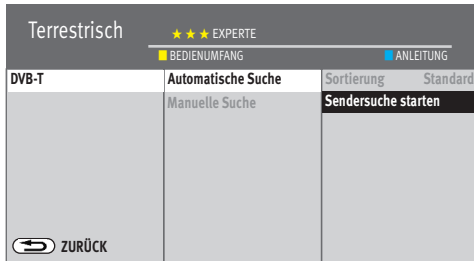 Terrestrisch
★ ★ ★ EXPERTE
BEDIENUMFANG
ANLEITUNG
DVB-T
Automatische Suche
Sortierung Standard
Manuelle Suche
Sendersuche starten
ZURÜCK